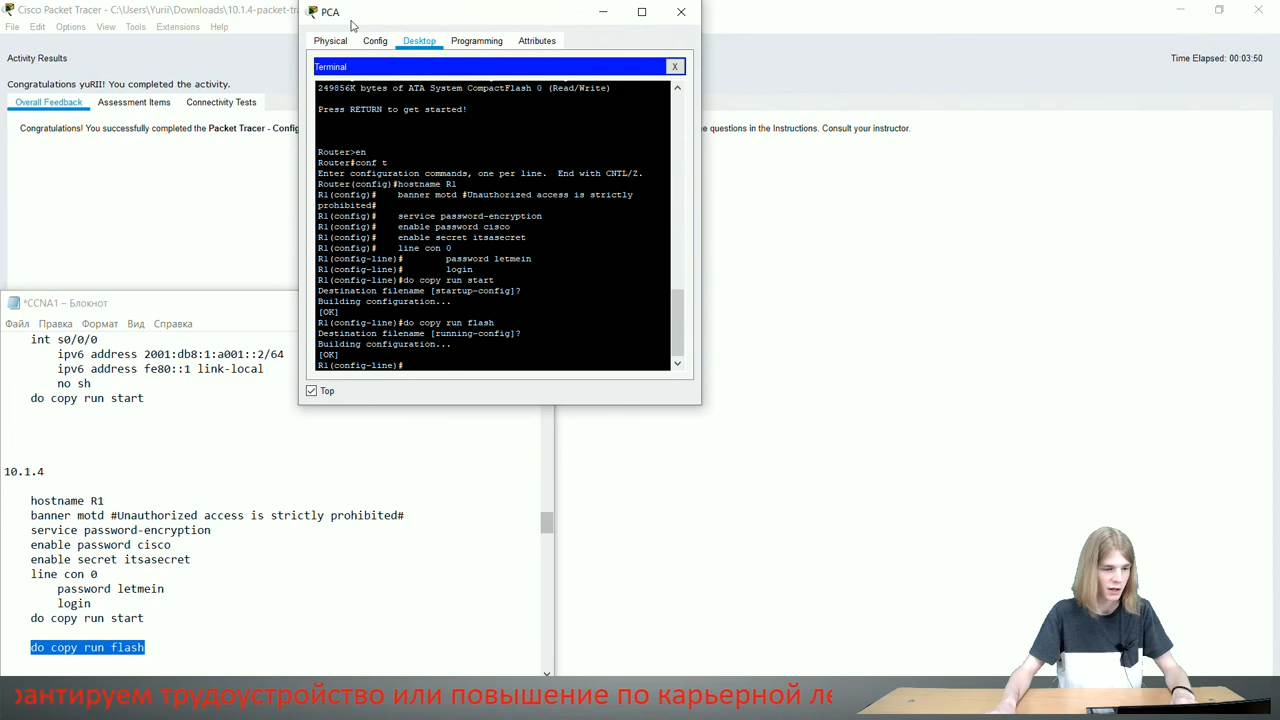 Cisco Packet Tracer - C:\Users\Yurii\Downloads\10.1.4-packet-tra
File Edit Options View Tools Extensions Help
Activity Results
Time Elapsed: 00:03:50
Congratulations yuRII! You completed the activity.
Overall Feedback Assessment Items Connectivity Tests
Congratulations! You successfully completed the Packet Tracer - Config
e questions in the Instructions. Consult your instructor.
PCA
Physical Config Desktop Programming Attributes
Terminal
X
249856K bytes of ATA System CompactFlash 0 (Read/Write)
Press RETURN to get started!
Router>en
Router#conf t
Enter configuration commands, one per line. End with CNTL/Z.
Router(config)#hostname R1
R1(config)# banner motd #Unauthorized access is strictly
prohibited#
R1(config)# service password-encryption
R1(config)# enable password cisco
R1(config)# enable secret itsasecret
R1(config)# line con 0
R1(config-line)# password letmein
R1(config-line)# login
R1(config-line)#do copy run start
Destination filename [startup-config]?
Building configuration...
[OK]
R1(config-line)#do copy run flash
Destination filename [running-config]?
Building configuration...
[OK]
R1(config-line)#
Top
*CCNA1 – Блокнот
Файл Правка Формат Вид Справка
int s0/0/0
ipv6 address 2001:db8:1:a001::2/64
ipv6 address fe80::1 link-local
no sh
do copy run start
10.1.4
hostname R1
banner motd #Unauthorized access is strictly prohibited#
service password-encryption
enable password cisco
enable secret itsasecret
line con 0
password letmein
login
do copy run start
do copy run flash
рантируем трудоустройство или повышение по карьерной ле